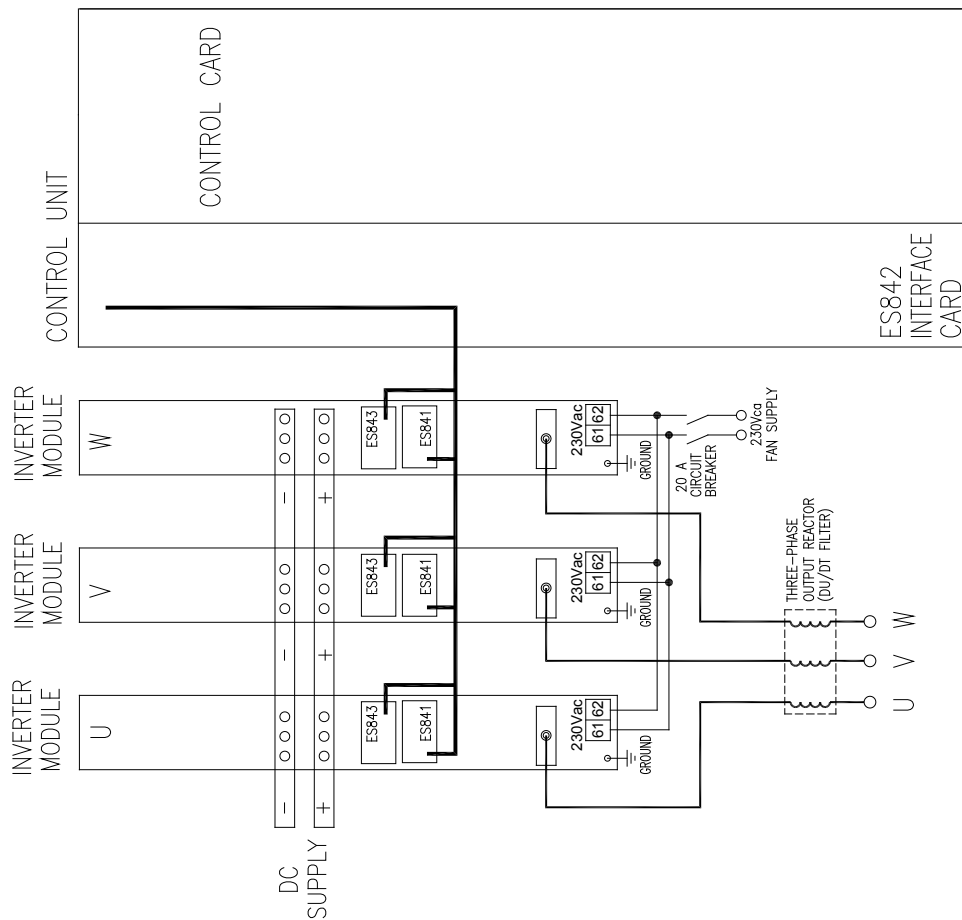 CONTROL UNIT
CONTROL CARD
ES842
INTERFACE
CARD
INVERTER
MODULE
W
ES843
ES841
230Vac
61 62
GROUND
20 A
CIRCUIT
BREAKER
230Vca
FAN SUPPLY
INVERTER
MODULE
V
–
+
ES843
ES841
230Vac
61 62
GROUND
THREE-PHASE
OUTPUT REACTOR
(DU/DT FILTER)
INVERTER
MODULE
U
–
+
ES843
ES841
230Vac
61 62
GROUND
–
+
DC
SUPPLY
W
V
U